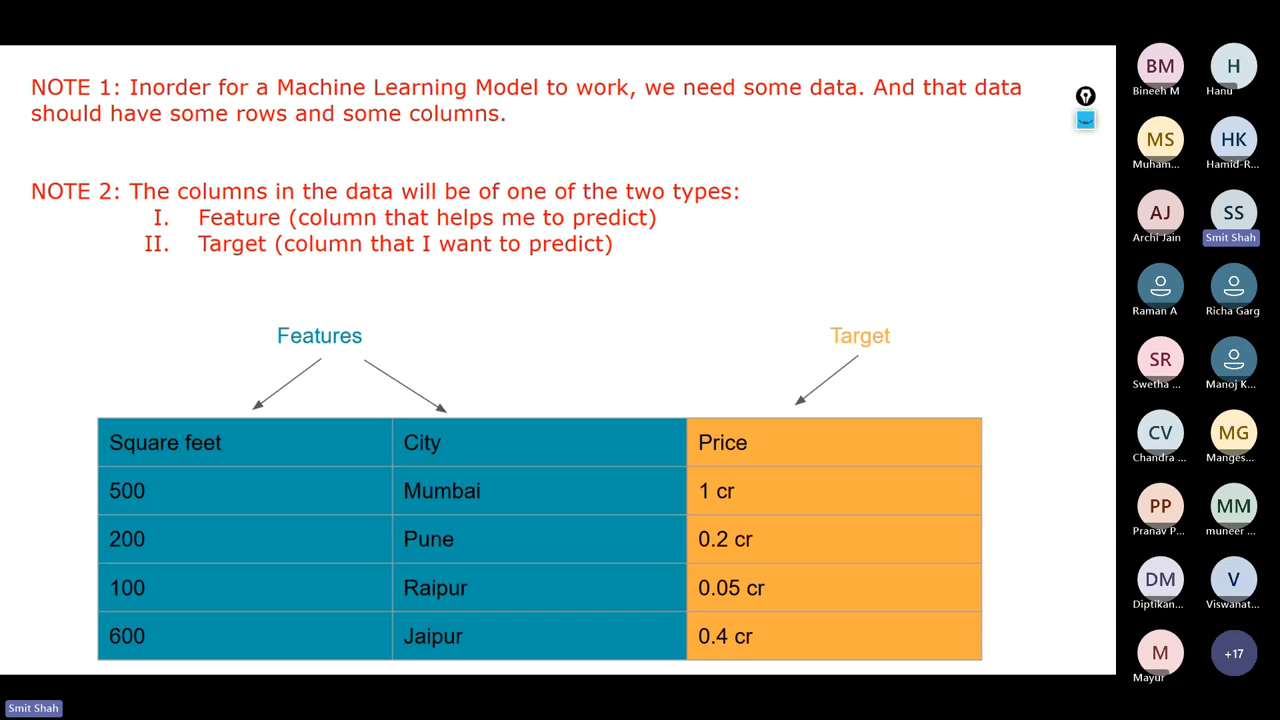 NOTE 1: Inorder for a Machine Learning Model to work, we need some data. And that data
should have some rows and some columns.
NOTE 2: The columns in the data will be of one of the two types:
I. Feature (column that helps me to predict)
II. Target (column that I want to predict)
Features
Target
Square feet City Price
500 Mumbai 1 cr
200 Pune 0.2 cr
100 Raipur 0.05 cr
600 Jaipur 0.4 cr
BM H
Bineeh M Hanu
MS HK
Muham... Hamid-R...
AJ SS
Archi Jain Smit Shah
Raman A Richa Garg
SR
Swetha ... Manoj K...
CV MG
Chandra ... Manges...
PP MM
Pranav P... muneer ...
DM V
Diptikan... Viswanat...
M +17
Mayur
Smit Shah